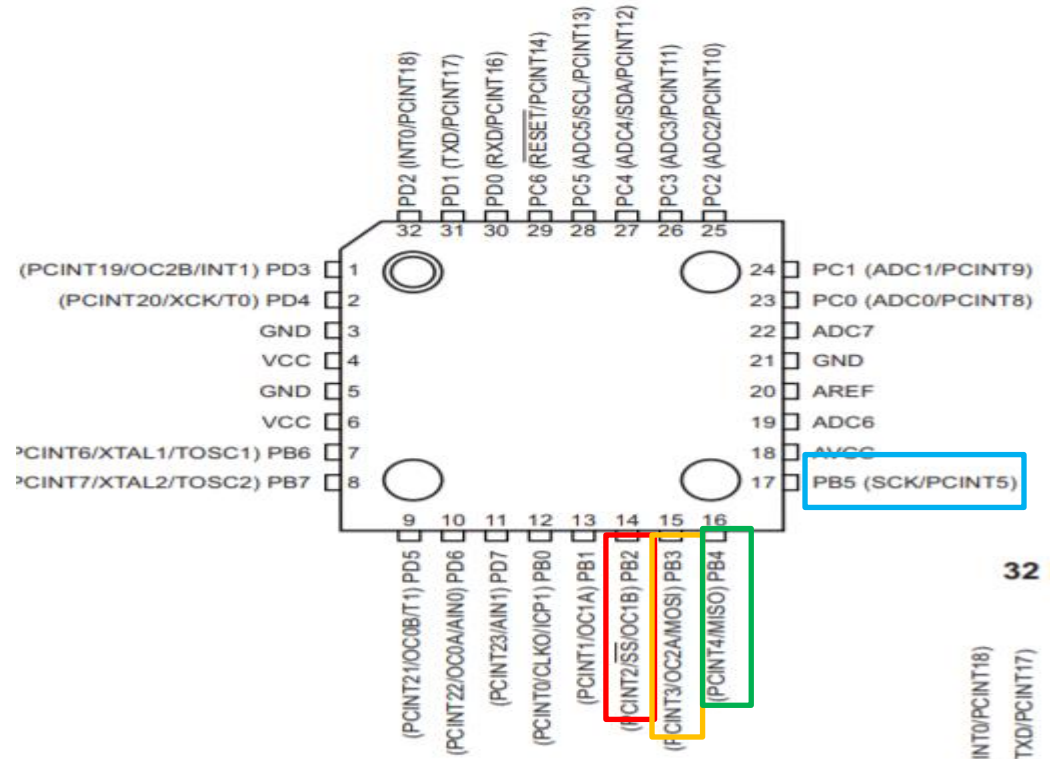 PD2 (INT0/PCINT18)
PD1 (TXD/PCINT17)
PD0 (RXD/PCINT16)
PC6 (RESET/PCINT14)
PC5 (ADC5/SCL/PCINT13)
PC4 (ADC4/SDA/PCINT12)
PC3 (ADC3/PCINT11)
PC2 (ADC2/PCINT10)
32 31 30 29 28 27 26 25
(PCINT19/OC2B/INT1) PD3 1
(PCINT20/XCK/T0) PD4 2
GND 3
VCC 4
GND 5
VCC 6
PCINT6/XTAL1/TOSC1) PB6 7
PCINT7/XTAL2/TOSC2) PB7 8
24 PC1 (ADC1/PCINT9)
23 PC0 (ADC0/PCINT8)
22 ADC7
21 GND
20 AREF
19 ADC6
18 AVCC
17 PB5 (SCK/PCINT5)
9 10 11 12 13 14 15 16
(PCINT21/OC0B/T1) PD5
(PCINT22/OC0A/AIN0) PD6
(PCINT23/AIN1) PD7
(PCINT0/CLKO/ICP1) PB0
(PCINT1/OC1A) PB1
(PCINT2/SS/OC1B) PB2
(PCINT3/OC2A/MOSI) PB3
(PCINT4/MISO) PB4
32
INT0/PCINT18)
TXD/PCINT17)